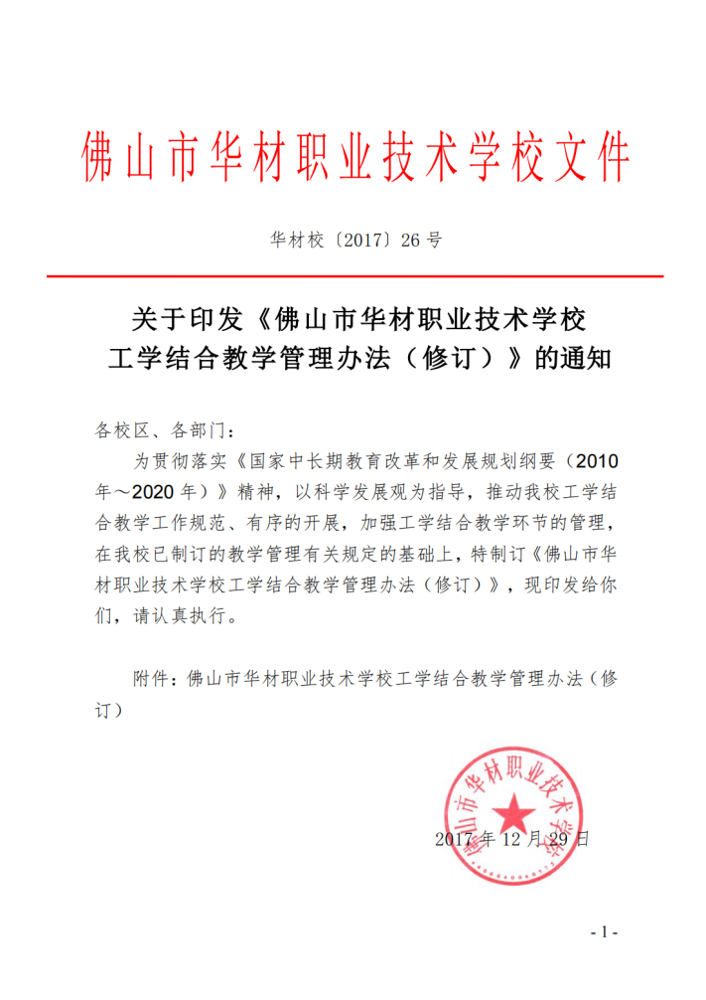 佛山市华材职业技术学校文件
华材校〔2017〕26 号
关于印发《佛山市华材职业技术学校
工学结合教学管理办法（修订）》的通知
各校区、各部门：
为贯彻落实《国家中长期教育改革和发展规划纲要（2010
年～2020 年）》精神，以科学发展观为指导，推动我校工学结
合教学工作规范、有序的开展，加强工学结合教学环节的管理，
在我校已制订的教学管理有关规定的基础上，特制订《佛山市华
材职业技术学校工学结合教学管理办法（修订）》，现印发给你
们，请认真执行。
附件：佛山市华材职业技术学校工学结合教学管理办法（修
订）
佛山市华材职业技术学校
2017 年 12 月 29 日
- 1 -